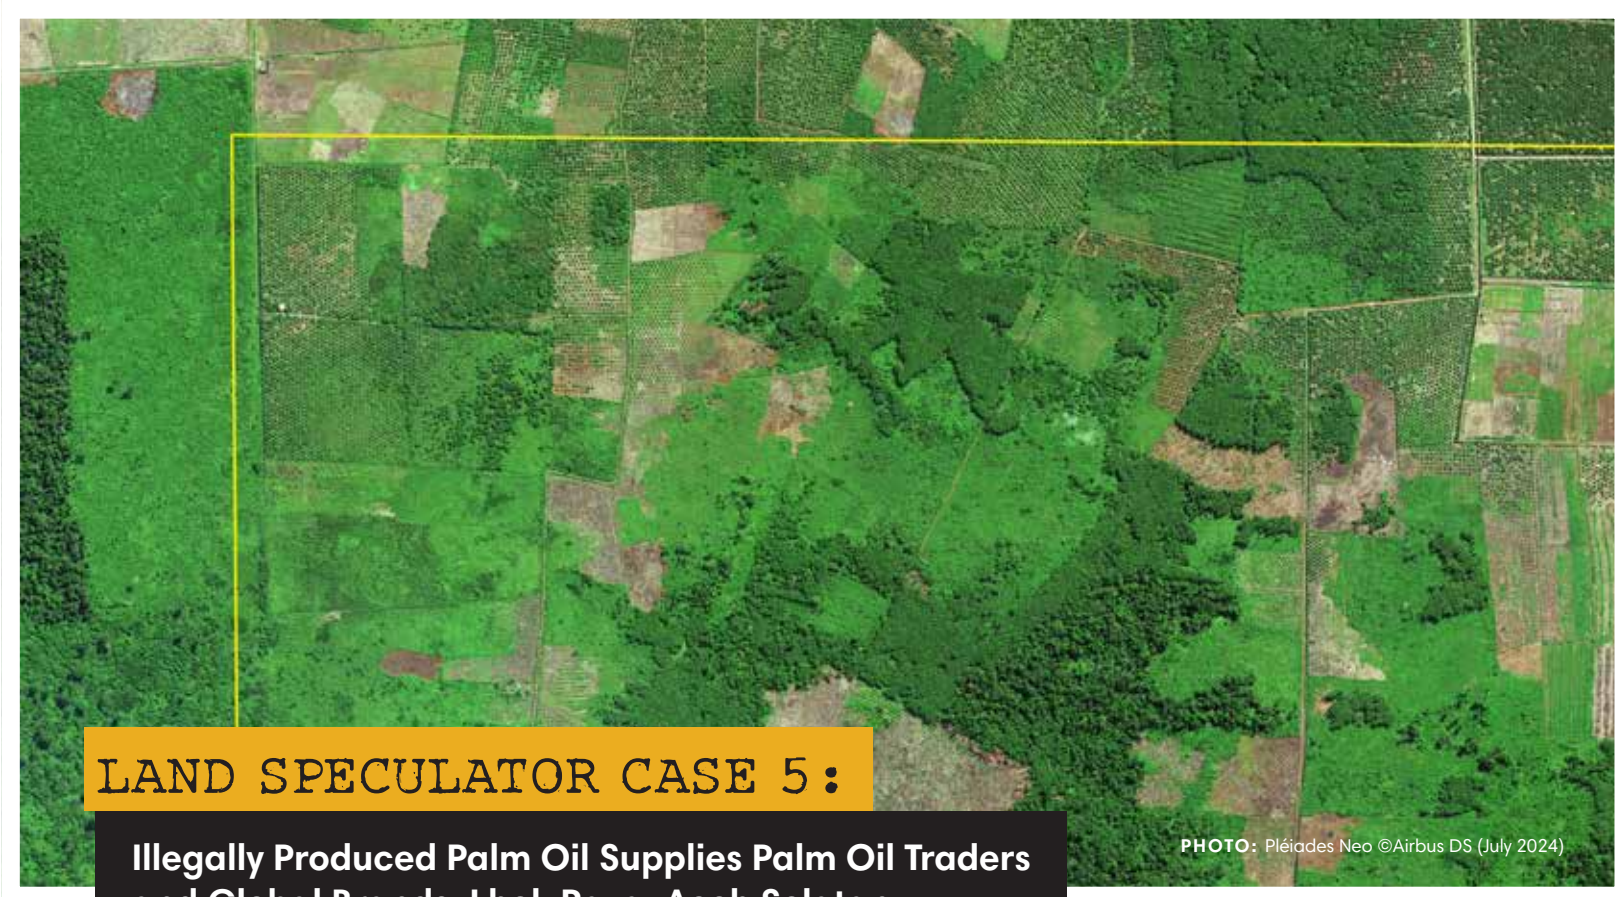 LAND SPECULATOR CASE 5:
Illegally Produced Palm Oil Supplies Palm Oil Traders
PHOTO: Pléiades Neo ©Airbus DS (July 2024)